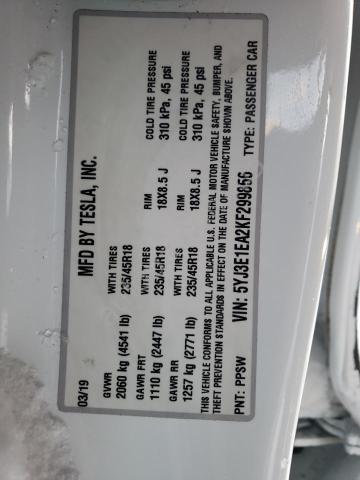 MFD BY TESLA, INC.
03/19
GVWR
2060 kg (4541 lb)
WITH TIRES
235/45R18
RIM
18X8.5 J
COLD TIRE PRESSURE
310 kPa, 45 psi
GAWR FRT
1110 kg (2447 lb)
WITH TIRES
235/45R18
RIM
18X8.5 J
COLD TIRE PRESSURE
310 kPa, 45 psi
GAWR RR
1257 kg (2771 lb)
WITH TIRES
235/45R18
THIS VEHICLE CONFORMS TO ALL APPLICABLE U.S. FEDERAL MOTOR VEHICLE SAFETY, BUMPER, AND
THEFT PREVENTION STANDARDS IN EFFECT ON THE DATE OF MANUFACTURE SHOWN ABOVE.
PNT: PPSW VIN: 5YJ3E1EA2KF299856 TYPE: PASSENGER CAR